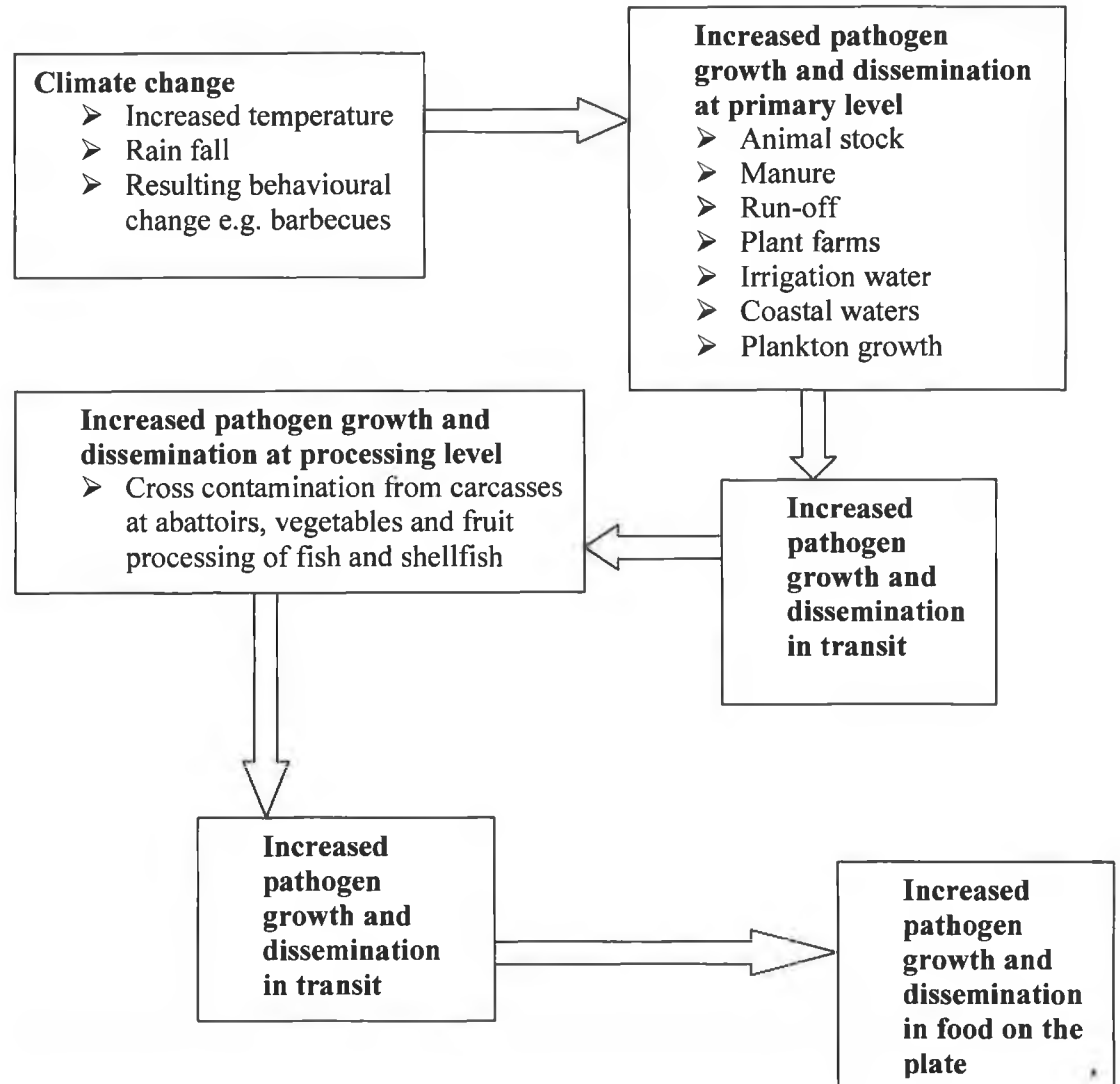 Climate change
➢ Increased temperature
➢ Rain fall
➢ Resulting behavioural
change e.g. barbecues
Increased pathogen
growth and dissemination
at primary level
➢ Animal stock
➢ Manure
➢ Run-off
➢ Plant farms
➢ Irrigation water
➢ Coastal waters
➢ Plankton growth
Increased
pathogen
growth and
dissemination
in transit
Increased pathogen growth and
dissemination at processing level
➢ Cross contamination from carcasses
at abattoirs, vegetables and fruit
processing of fish and shellfish
Increased
pathogen
growth and
dissemination
in transit
Increased
pathogen
growth and
dissemination
in food on the
plate